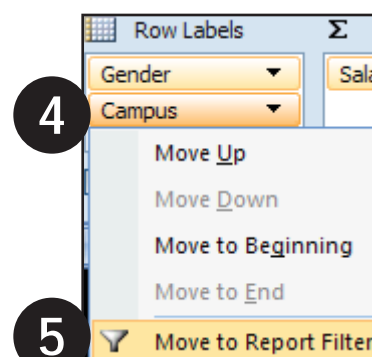 Row Labels Σ
Gender
4 Campus
Move Up
Move Down
Move to Beginning
Move to End
5 Move to Report Filter